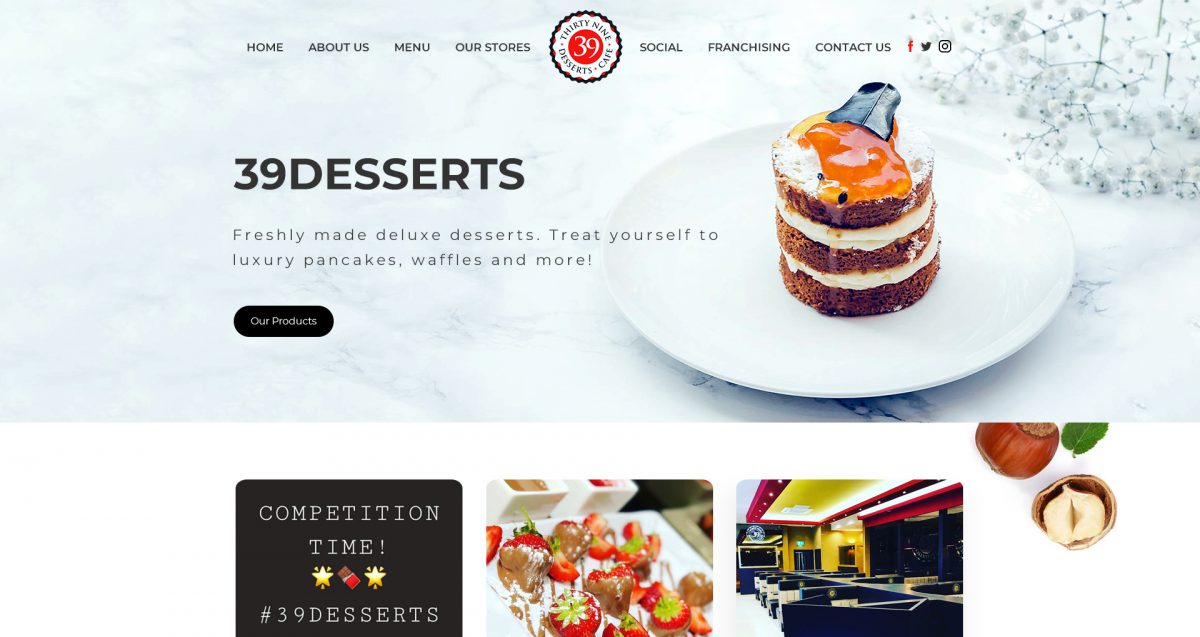 HOME
ABOUT US
MENU
OUR STORES
THIRTY NINE
39
DESSERTS CAFE
SOCIAL
FRANCHISING
CONTACT US
39DESSERTS
Freshly made deluxe desserts. Treat yourself to
luxury pancakes, waffles and more!
Our Products
COMPETITION
TIME!
🌟🍫🌟
#39DESSERTS